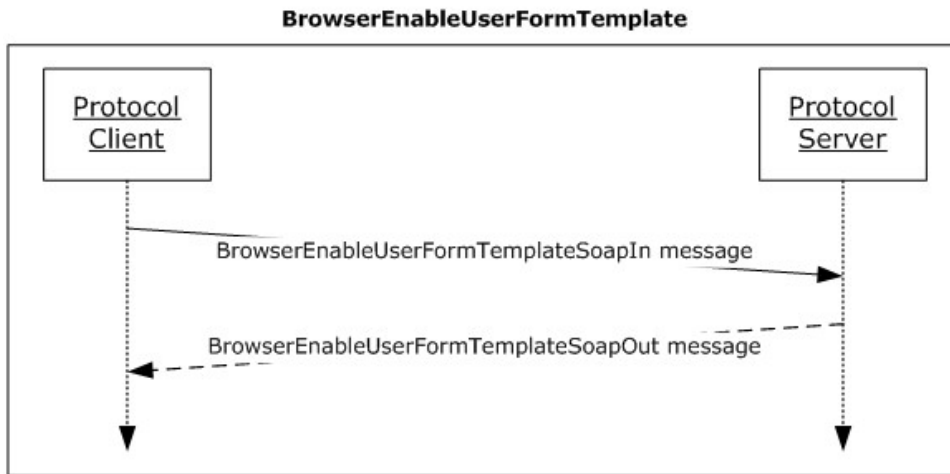 BrowserEnableUserFormTemplate
Protocol
Client
Protocol
Server
BrowserEnableUserFormTemplateSoapIn message
BrowserEnableUserFormTemplateSoapOut message